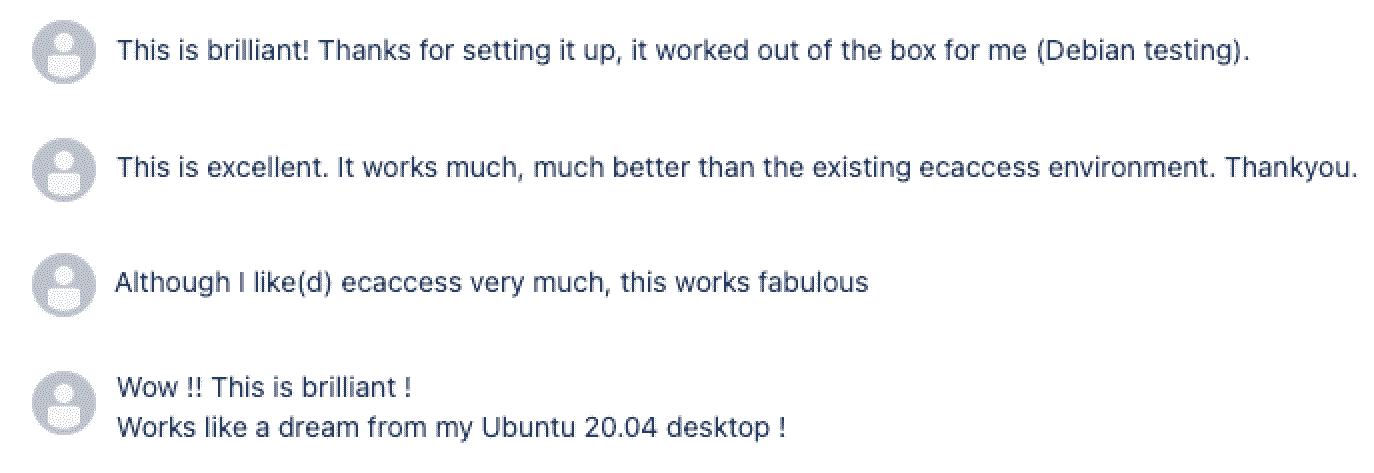 This is brilliant! Thanks for setting it up, it worked out of the box for me (Debian testing).
This is excellent. It works much, much better than the existing ecaccess environment. Thankyou.
Although I like(d) ecaccess very much, this works fabulous
Wow !! This is brilliant !
Works like a dream from my Ubuntu 20.04 desktop !